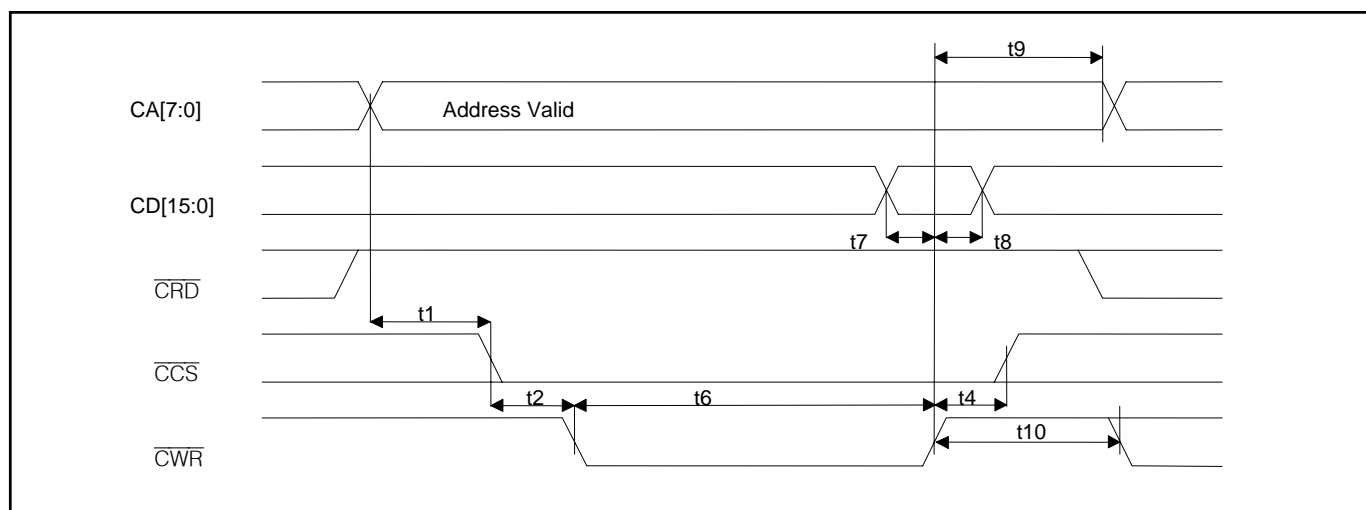 t9
CA[7:0]
Address Valid
CD[15:0]
t7
t8
CRD
t1
CCS
t2
t6
t4
t10
CWR